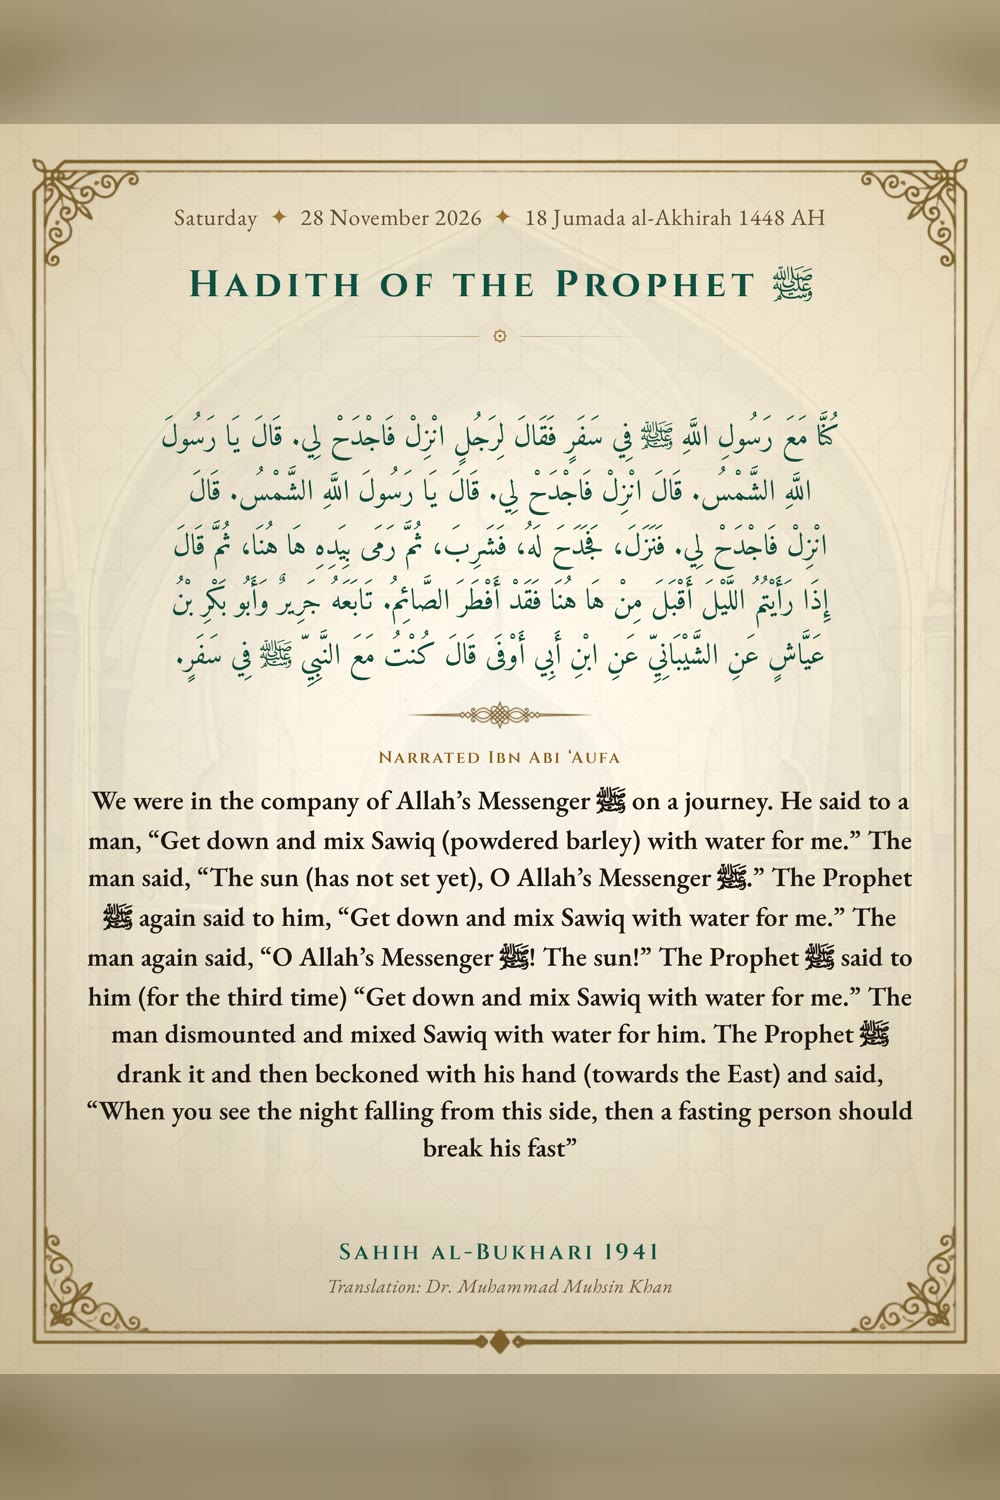 Saturday ✦ 28 November 2026 ✦ 18 Jumada al-Akhirah 1448 AH
Hadith of the Prophet ﷺ
كُنَّا مَعَ رَسُولِ اللَّهِ ﷺ فِي سَفَرٍ فَقَالَ لِرَجُلٍ انْزِلْ فَاجْدَحْ لِي. قَالَ يَا رَسُولَ
اللَّهِ الشَّمْسُ. قَالَ انْزِلْ فَاجْدَحْ لِي. قَالَ يَا رَسُولَ اللَّهِ الشَّمْسُ. قَالَ
انْزِلْ فَاجْدَحْ لِي. فَنَزَلَ، فَجَدَحَ لَهُ، فَشَرِبَ، ثُمَّ رَمَى بِيَدِهِ هَا هُنَا، ثُمَّ قَالَ
إِذَا رَأَيْتُمُ اللَّيْلَ أَقْبَلَ مِنْ هَا هُنَا فَقَدْ أَفْطَرَ الصَّائِمُ. تَابَعَهُ جَرِيرٌ وَأَبُو بَكْرِ بْنُ
عَيَّاشٍ عَنِ الشَّيْبَانِيِّ عَنِ ابْنِ أَبِي أَوْفَى قَالَ كُنْتُ مَعَ النَّبِيِّ ﷺ فِي سَفَرٍ.
Narrated Ibn Abi ‘Aufa
We were in the company of Allah’s Messenger ﷺ on a journey. He said to a
man, “Get down and mix Sawiq (powdered barley) with water for me.” The
man said, “The sun (has not set yet), O Allah’s Messenger ﷺ.” The Prophet
ﷺ again said to him, “Get down and mix Sawiq with water for me.” The
man again said, “O Allah’s Messenger ﷺ! The sun!” The Prophet ﷺ said to
him (for the third time) “Get down and mix Sawiq with water for me.” The
man dismounted and mixed Sawiq with water for him. The Prophet ﷺ
drank it and then beckoned with his hand (towards the East) and said,
“When you see the night falling from this side, then a fasting person should
break his fast”
Sahih al-Bukhari 1941
Translation: Dr. Muhammad Muhsin Khan